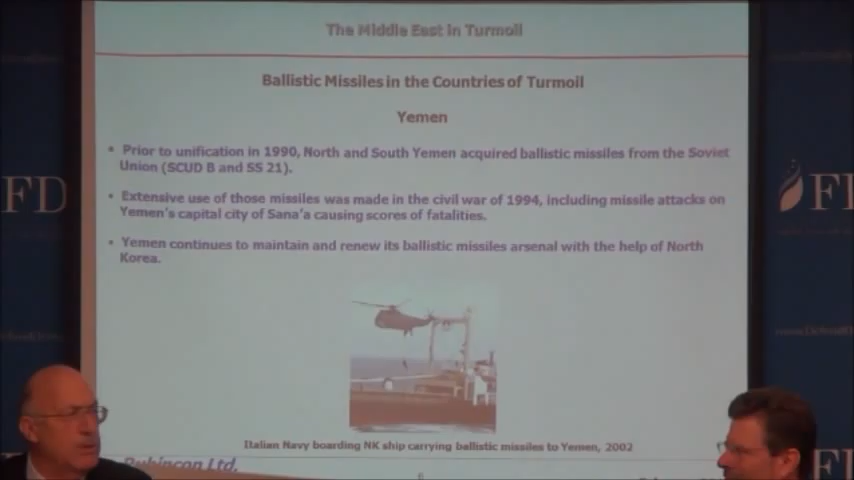 The Middle East in Turmoil
Ballistic Missiles in the Countries of Turmoil
Yemen
• Prior to unification in 1990, North and South Yemen acquired ballistic missiles from the Soviet
Union (SCUD B and SS 21).
• Extensive use of those missiles was made in the civil war of 1994, including missile attacks on
Yemen's capital city of Sana'a causing scores of fatalities.
• Yemen continues to maintain and renew its ballistic missiles arsenal with the help of North
Korea.
Italian Navy boarding NK ship carrying ballistic missiles to Yemen, 2002
Rubincon Ltd.
6
FD
FD